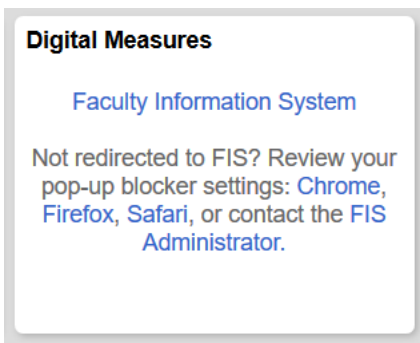 Digital Measures
Faculty Information System
Not redirected to FIS? Review your
pop-up blocker settings: Chrome,
Firefox, Safari, or contact the FIS
Administrator.